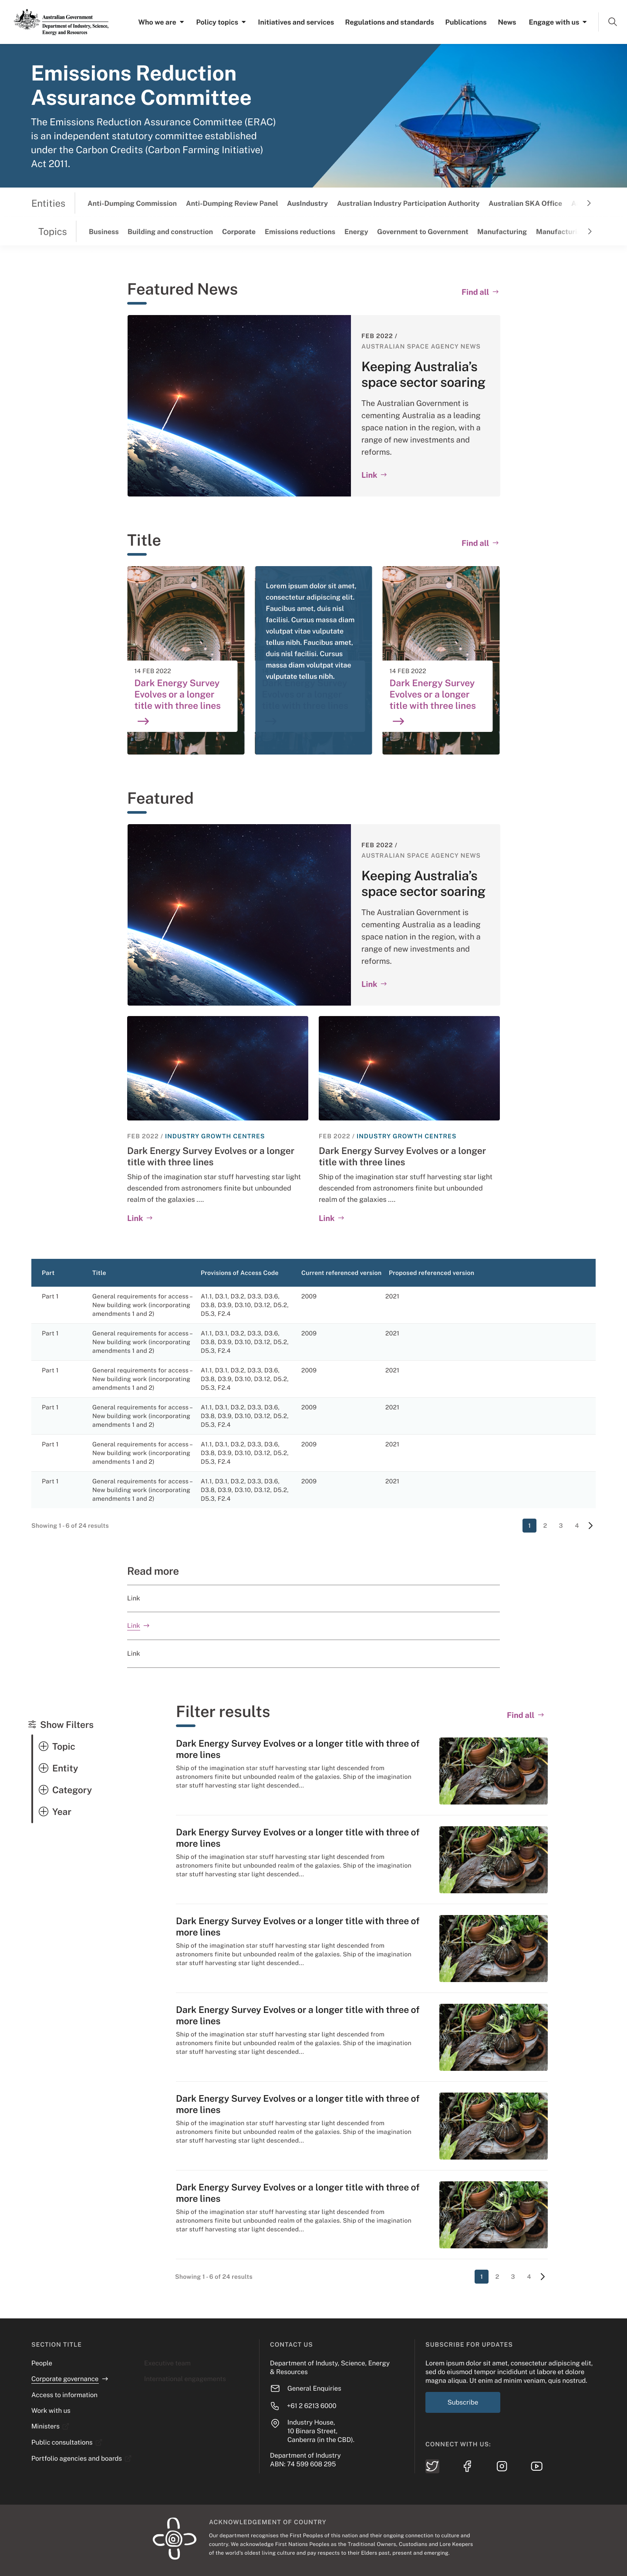 Australian Government
Department of Industry, Science,
Energy and Resources
Who we are
Policy topics
Initiatives and services
Regulations and standards
Publications
News
Engage with us
Emissions Reduction
Assurance Committee
The Emissions Reduction Assurance Committee (ERAC)
is an independent statutory committee established
under the Carbon Credits (Carbon Farming Initiative)
Act 2011.
Entities
Anti-Dumping Commission
Anti-Dumping Review Panel
AusIndustry
Australian Industry Participation Authority
Australian SKA Office
Topics
Business
Building and construction
Corporate
Emissions reductions
Energy
Government to Government
Manufacturing
Featured News
Find all
FEB 2022 /
AUSTRALIAN SPACE AGENCY NEWS
Keeping Australia's
space sector soaring
The Australian Government is
cementing Australia as a leading
space nation in the region, with a
range of new investments and
reforms.
Link
Title
Find all
14 FEB 2022
Dark Energy Survey
Evolves or a longer
title with three lines
Lorem ipsum dolor sit amet,
consectetur adipiscing elit.
Faucibus amet, duis nisl
facilisi. Cursus massa diam
volutpat vitae vulputate
tellus nibh. Faucibus amet,
duis nisl facilisi. Cursus
massa diam volutpat vitae
vulputate tellus nibh.
14 FEB 2022
Dark Energy Survey
Evolves or a longer
title with three lines
Featured
FEB 2022 /
AUSTRALIAN SPACE AGENCY NEWS
Keeping Australia's
space sector soaring
The Australian Government is
cementing Australia as a leading
space nation in the region, with a
range of new investments and
reforms.
Link
FEB 2022 / INDUSTRY GROWTH CENTRES
Dark Energy Survey Evolves or a longer
title with three lines
Ship of the imagination star stuff harvesting star light
descended from astronomers finite but unbounded
realm of the galaxies ....
Link
FEB 2022 / INDUSTRY GROWTH CENTRES
Dark Energy Survey Evolves or a longer
title with three lines
Ship of the imagination star stuff harvesting star light
descended from astronomers finite but unbounded
realm of the galaxies ....
Link
Part Title Provisions of Access Code Current referenced version Proposed referenced version
Part 1 General requirements for access – A1.1, D3.1, D3.2, D3.3, D3.6, 2009 2021
New building work (incorporating D3.8, D3.9, D3.10, D3.12, D5.2,
amendments 1 and 2) D5.3, F2.4
Part 1 General requirements for access – A1.1, D3.1, D3.2, D3.3, D3.6, 2009 2021
New building work (incorporating D3.8, D3.9, D3.10, D3.12, D5.2,
amendments 1 and 2) D5.3, F2.4
Part 1 General requirements for access – A1.1, D3.1, D3.2, D3.3, D3.6, 2009 2021
New building work (incorporating D3.8, D3.9, D3.10, D3.12, D5.2,
amendments 1 and 2) D5.3, F2.4
Part 1 General requirements for access – A1.1, D3.1, D3.2, D3.3, D3.6, 2009 2021
New building work (incorporating D3.8, D3.9, D3.10, D3.12, D5.2,
amendments 1 and 2) D5.3, F2.4
Part 1 General requirements for access – A1.1, D3.1, D3.2, D3.3, D3.6, 2009 2021
New building work (incorporating D3.8, D3.9, D3.10, D3.12, D5.2,
amendments 1 and 2) D5.3, F2.4
Part 1 General requirements for access – A1.1, D3.1, D3.2, D3.3, D3.6, 2009 2021
New building work (incorporating D3.8, D3.9, D3.10, D3.12, D5.2,
amendments 1 and 2) D5.3, F2.4
Showing 1 - 6 of 24 results
1 2 3 4
Read more
Link
Link
Link
Show Filters
Topic
Entity
Category
Year
Filter results
Find all
Dark Energy Survey Evolves or a longer title with three of
more lines
Ship of the imagination star stuff harvesting star light descended from
astronomers finite but unbounded realm of the galaxies. Ship of the imagination
star stuff harvesting star light descended...
Dark Energy Survey Evolves or a longer title with three of
more lines
Ship of the imagination star stuff harvesting star light descended from
astronomers finite but unbounded realm of the galaxies. Ship of the imagination
star stuff harvesting star light descended...
Dark Energy Survey Evolves or a longer title with three of
more lines
Ship of the imagination star stuff harvesting star light descended from
astronomers finite but unbounded realm of the galaxies. Ship of the imagination
star stuff harvesting star light descended...
Dark Energy Survey Evolves or a longer title with three of
more lines
Ship of the imagination star stuff harvesting star light descended from
astronomers finite but unbounded realm of the galaxies. Ship of the imagination
star stuff harvesting star light descended...
Dark Energy Survey Evolves or a longer title with three of
more lines
Ship of the imagination star stuff harvesting star light descended from
astronomers finite but unbounded realm of the galaxies. Ship of the imagination
star stuff harvesting star light descended...
Dark Energy Survey Evolves or a longer title with three of
more lines
Ship of the imagination star stuff harvesting star light descended from
astronomers finite but unbounded realm of the galaxies. Ship of the imagination
star stuff harvesting star light descended...
Showing 1 - 6 of 24 results
1 2 3 4
SECTION TITLE
People
Corporate governance
Access to information
Work with us
Ministers
Public consultations
Portfolio agencies and boards
Executive team
International engagements
CONTACT US
Department of Industy, Science, Energy
& Resources
General Enquiries
+61 2 6213 6000
Industry House,
10 Binara Street,
Canberra (in the CBD).
Department of Industry
ABN: 74 599 608 295
SUBSCRIBE FOR UPDATES
Lorem ipsum dolor sit amet, consectetur adipiscing elit,
sed do eiusmod tempor incididunt ut labore et dolore
magna aliqua. Ut enim ad minim veniam, quis nostrud.
Subscribe
CONNECT WITH US:
ACKNOWLEDGEMENT OF COUNTRY
Our department recognises the First Peoples of this nation and their ongoing connection to culture and
country. We acknowledge First Nations Peoples as the Traditional Owners, Custodians and Lore Keepers
of the world's oldest living culture and pay respects to their Elders past, present and emerging.